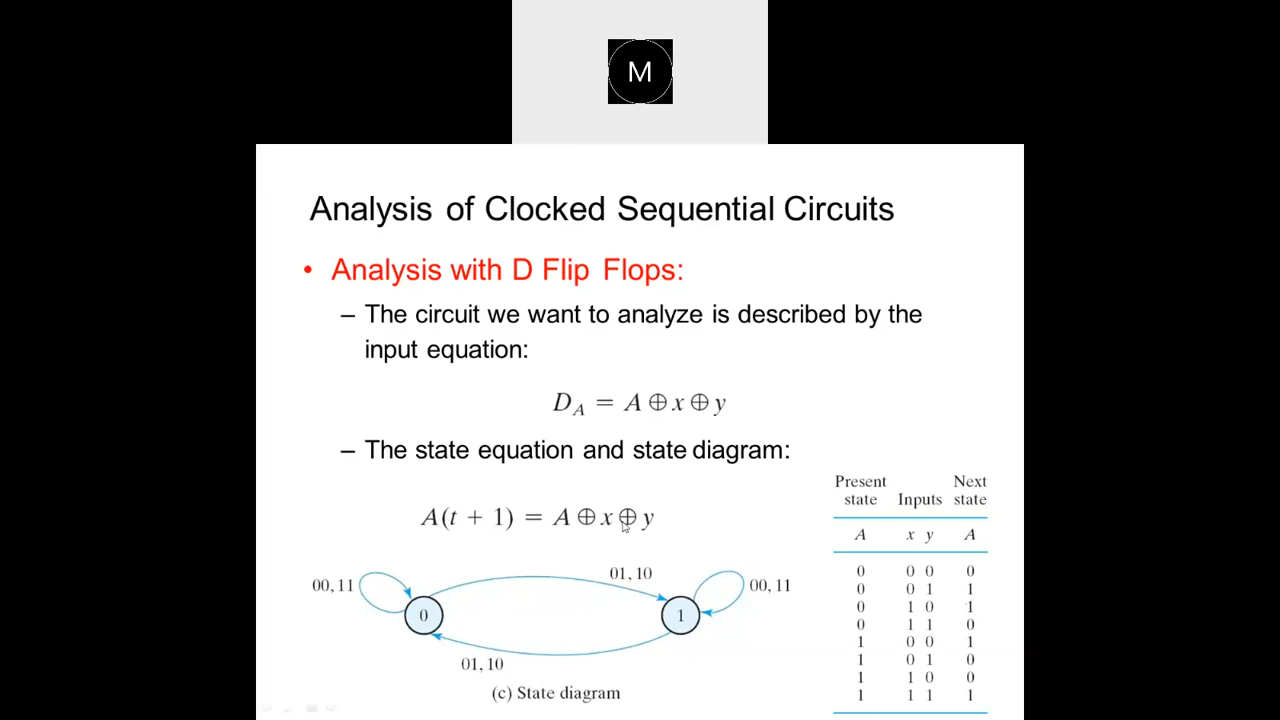 M
Analysis of Clocked Sequential Circuits
• Analysis with D Flip Flops:
– The circuit we want to analyze is described by the
input equation:
D_A = A ⊕ x ⊕ y
– The state equation and state diagram:
A(t + 1) = A ⊕ x ⊕ y
00, 11
0
01, 10
1
00, 11
01, 10
(c) State diagram
Present Next
state Inputs state
A x y A
0 0 0 0
0 0 1 1
0 1 0 1
0 1 1 0
1 0 0 1
1 0 1 0
1 1 0 0
1 1 1 1